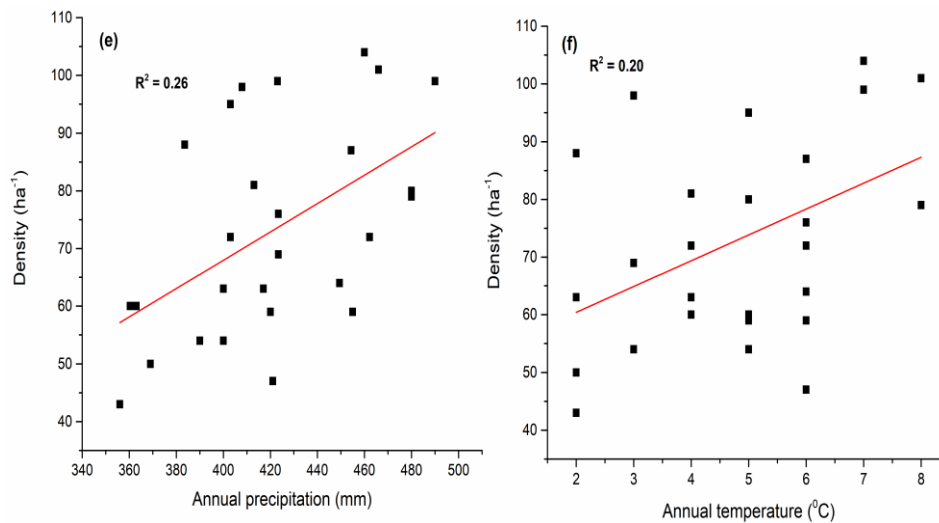 (e)
R² = 0.26
Density (ha⁻¹)
110
100
90
80
70
60
50
40
340 360 380 400 420 440 460 480 500
Annual precipitation (mm)
(f)
R² = 0.20
Density (ha⁻¹)
110
100
90
80
70
60
50
40
2 3 4 5 6 7 8
Annual temperature (⁰C)